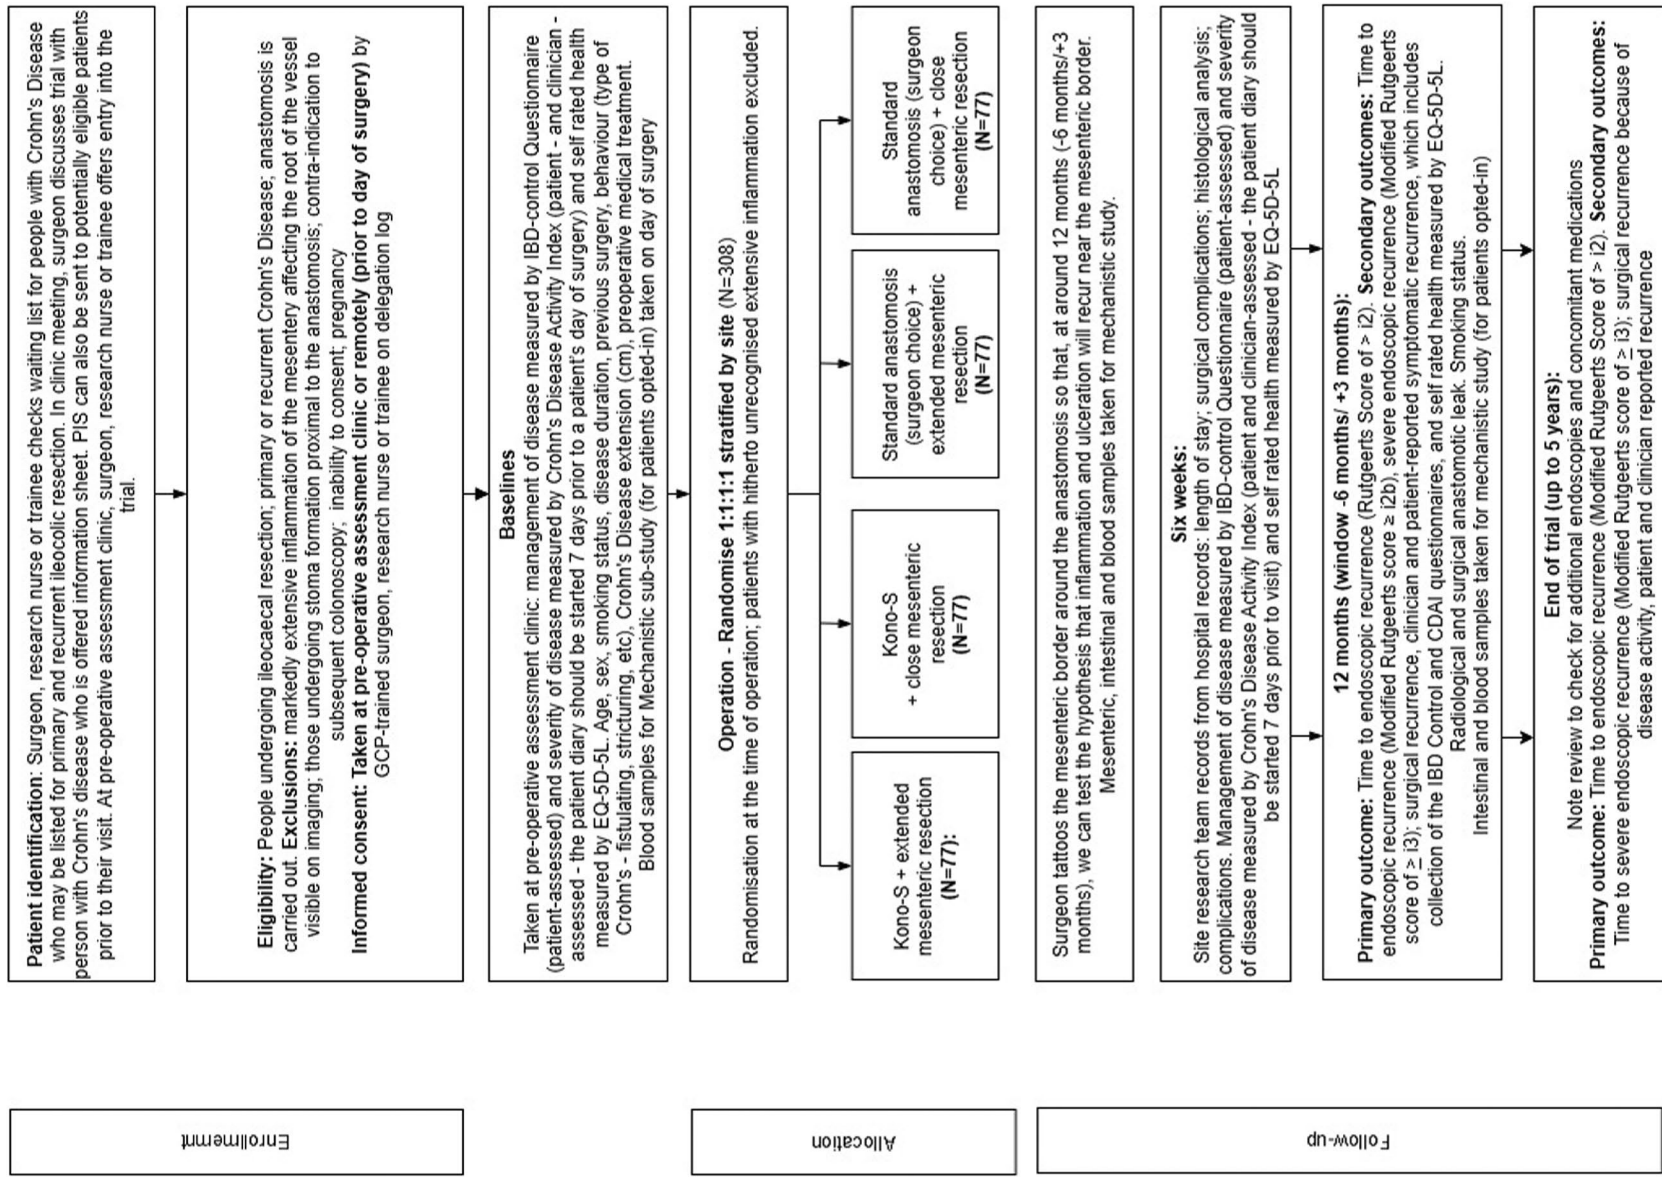 Patient identification: Surgeon, research nurse or trainee checks waiting list for people with Crohn's Disease
who may be listed for primary and recurrent ileocolic resection. In clinic meeting, surgeon discusses trial with
person with Crohn's disease who is offered information sheet. PIS can also be sent to potentially eligible patients
prior to their visit. At pre-operative assessment clinic, surgeon, research nurse or trainee offers entry into the
trial.
Eligibility: People undergoing ileocaecal resection; primary or recurrent Crohn's Disease; anastomosis is
carried out. Exclusions: markedly extensive inflammation of the mesentery affecting the root of the vessel
visible on imaging; those undergoing stoma formation proximal to the anastomosis; contra-indication to
subsequent colonoscopy; inability to consent; pregnancy
Informed consent: Taken at pre-operative assessment clinic or remotely (prior to day of surgery) by
GCP-trained surgeon, research nurse or trainee on delegation log
Enrollmemnt
Baselines
Taken at pre-operative assessment clinic: management of disease measured by IBD-control Questionnaire
(patient-assessed) and severity of disease measured by Crohn's Disease Activity Index (patient - and clinician -
assessed - the patient diary should be started 7 days prior to a patient's day of surgery) and self rated health
measured by EQ-5D-5L. Age, sex, smoking status, disease duration, previous surgery, behaviour (type of
Crohn's - fistulating, stricturing, etc), Crohn's Disease extension (cm), preoperative medical treatment.
Blood samples for Mechanistic sub-study (for patients opted-in) taken on day of surgery
Operation - Randomise 1:1:1:1 stratified by site (N=308)
Randomisation at the time of operation; patients with hitherto unrecognised extensive inflammation excluded.
Allocation
Kono-S + extended
mesenteric resection
(N=77):
Kono-S
+ close mesenteric
resection
(N=77)
Standard anastomosis
(surgeon choice) +
extended mesenteric
resection
(N=77)
Standard
anastomosis (surgeon
choice) + close
mesenteric resection
(N=77)
Surgeon tattoos the mesenteric border around the anastomosis so that, at around 12 months (-6 months/+3
months), we can test the hypothesis that inflammation and ulceration will recur near the mesenteric border.
Mesenteric, intestinal and blood samples taken for mechanistic study.
Follow-up
Six weeks:
Site research team records from hospital records: length of stay; surgical complications; histological analysis;
complications. Management of disease measured by IBD-control Questionnaire (patient-assessed) and severity
of disease measured by Crohn's Disease Activity Index (patient and clinician-assessed - the patient diary should
be started 7 days prior to visit) and self rated health measured by EQ-5D-5L
12 months (window -6 months/ +3 months):
Primary outcome: Time to endoscopic recurrence (Rutgeerts Score of > i2). Secondary outcomes: Time to
endoscopic recurrence (Modified Rutgeerts score ≥ i2b), severe endoscopic recurrence (Modified Rutgeerts
score of ≥ i3); surgical recurrence, clinician and patient-reported symptomatic recurrence, which includes
collection of the IBD Control and CDAI questionnaires, and self rated health measured by EQ-5D-5L.
Radiological and surgical anastomotic leak. Smoking status.
Intestinal and blood samples taken for mechanistic study (for patients opted-in)
End of trial (up to 5 years):
Note review to check for additional endoscopies and concomitant medications
Primary outcome: Time to endoscopic recurrence (Modified Rutgeerts Score of > i2). Secondary outcomes:
Time to severe endoscopic recurrence (Modified Rutgeerts score of ≥ i3); surgical recurrence because of
disease activity, patient and clinician reported recurrence